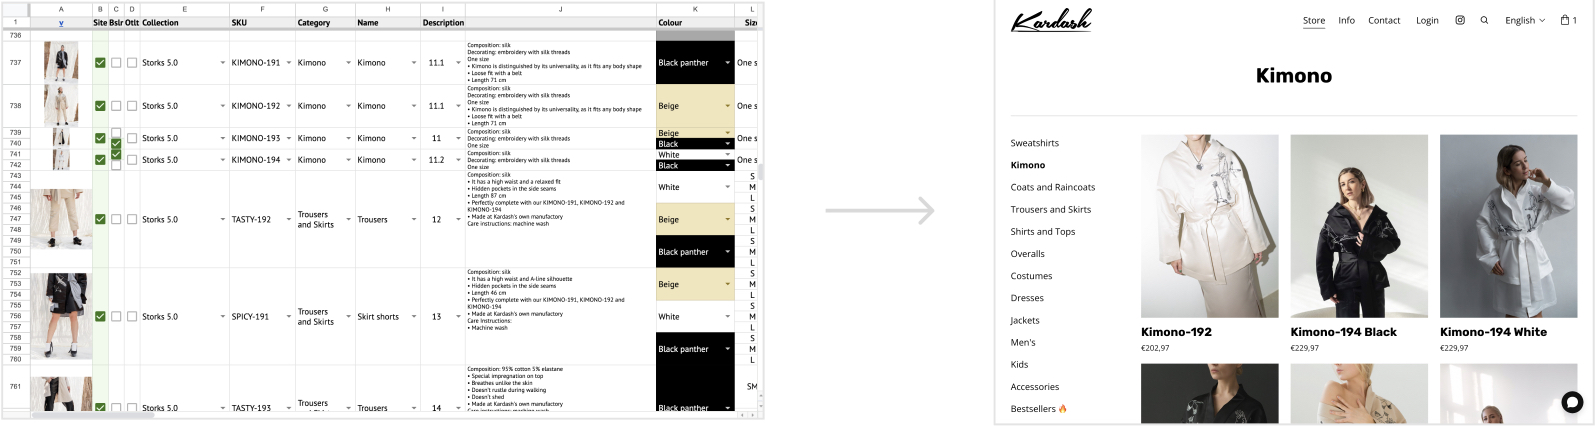 A B C D E F G H I J K L
1 v Site Bslr Otlt Collection SKU Category Name Description Colour Size
736
737 Storks 5.0 KIMONO-191 Kimono Kimono 11.1 Black panther One s
Composition: silk
Decorating: embroidery with silk threads
One size
• Kimono is distinguished by its universality, as it fits any body shape
• Loose fit with a belt
• Length 71 cm
738 Storks 5.0 KIMONO-192 Kimono Kimono 11.1 Beige One s
Composition: silk
Decorating: embroidery with silk threads
One size
• Kimono is distinguished by its universality, as it fits any body shape
• Loose fit with a belt
• Length 71 cm
739 Beige
Storks 5.0 KIMONO-193 Kimono Kimono 11 One s
740 Black
Composition: silk
Decorating: embroidery with silk threads
One size
741 White
Storks 5.0 KIMONO-194 Kimono Kimono 11.2 One s
742 Black
Composition: silk
Decorating: embroidery with silk threads
One size
743 S
744 White M
745 L
746 S
747 Storks 5.0 TASTY-192 Trousers and Skirts Trousers 12 Beige M
748 L
749 S
750 Black panther M
751 L
Composition: silk
• It has a high waist and a relaxed fit
• Hidden pockets in the side seams
• Length 87 cm
• Perfectly complete with our KIMONO-191, KIMONO-192 and
KIMONO-194
• Made at Kardash's own manufactory
Care instructions: machine wash
752 S
753 Beige M
754 L
755 S
756 Storks 5.0 SPICY-191 Trousers and Skirts Skirt shorts 13 White M
757 L
758 S
759 Black panther M
760 L
Composition: silk
• It has a high waist and A-line silhouette
• Length 46 cm
• Perfectly complete with our KIMONO-191, KIMONO-192 and
KIMONO-194
• Made at Kardash's own manufactory
Care Instructions:
• Machine wash
761 SM
Composition: 95% cotton 5% elastane
• Special impregnation on top
• Breathes unlike the skin
• Doesn't rustle during walking
• Doesn't shed
• Made at Kardash's own manufactory
Storks 5.0 TASTY-193 Trousers Trousers 14 Black panther
Kardash
Store Info Contact Login English 1
Kimono
Sweatshirts
Kimono
Coats and Raincoats
Trousers and Skirts
Shirts and Tops
Overalls
Costumes
Dresses
Jackets
Men's
Kids
Accessories
Bestsellers 🔥
Kimono-192
€202,97
Kimono-194 Black
€229,97
Kimono-194 White
€229,97